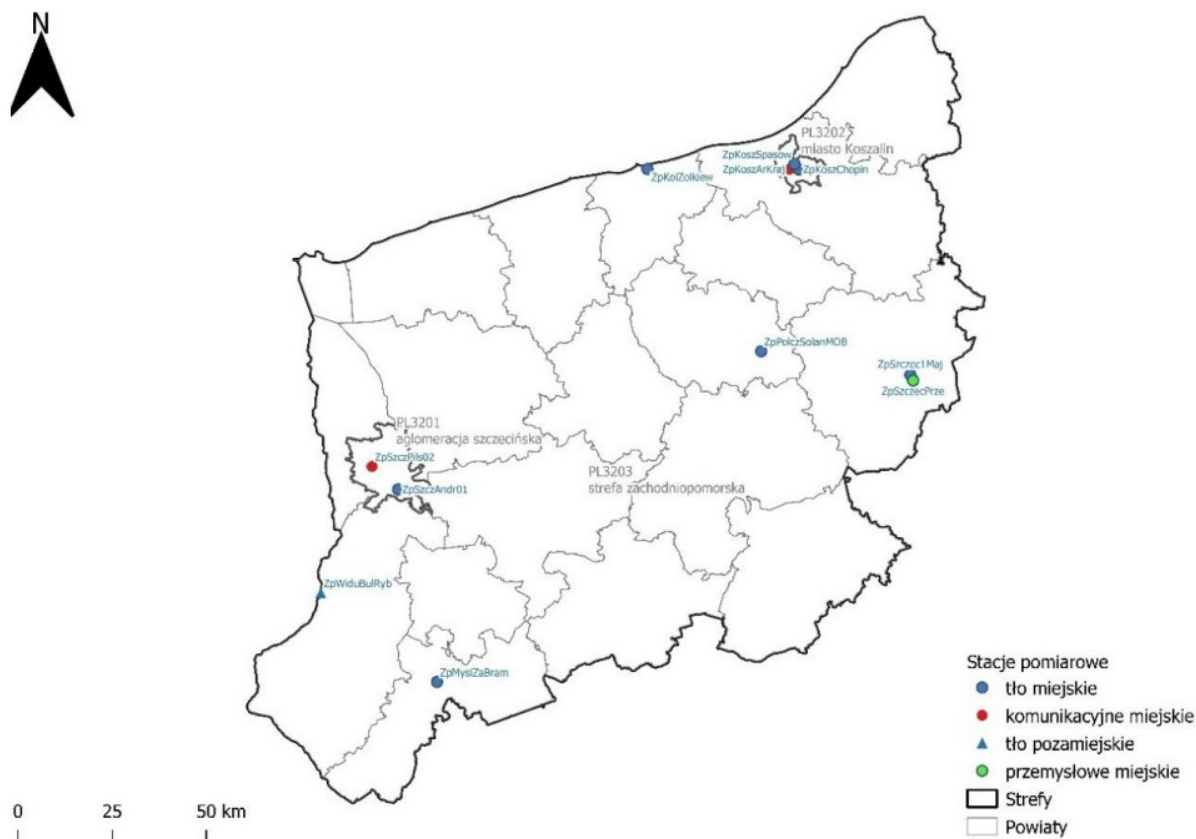 N
PL3202
miasto Koszalin
ZpKoszSpasow
ZpKoszArKraj
ZpKoszChopin
ZpKolZolkiew
ZpPolczSolanMOB
ZpSzczec1Maj
ZpSzczecPrze
PL3201
aglomeracja szczecińska
ZpSzczPils02
ZpSzczAndr01
PL3203
strefa zachodniopomorska
ZpWiduBulRyb
ZpMysiZaBram
Stacje pomiarowe
tło miejskie
komunikacyjne miejskie
tło pozamiejskie
przemysłowe miejskie
Strefy
Powiaty
0 25 50 km